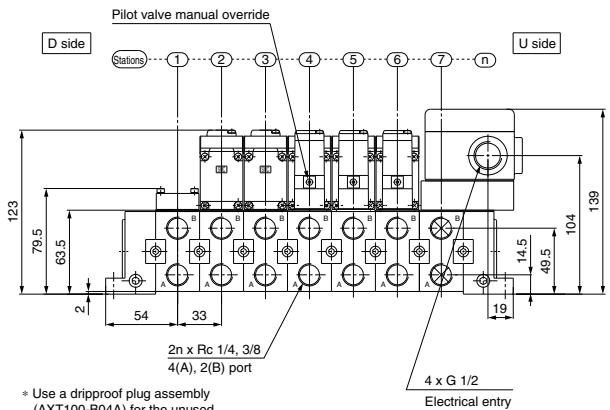 Pilot valve manual override
D side
U side
Stations 1 2 3 4 5 6 7 n
123
79.5
63.5
2
54
33
139
104
49.5
14.5
19
B B B B B B B
A A A A A A A
2n x Rc 1/4, 3/8
4(A), 2(B) port
4 x G 1/2
Electrical entry
* Use a dripproof plug assembly
(AXT100-B04A) for the unused